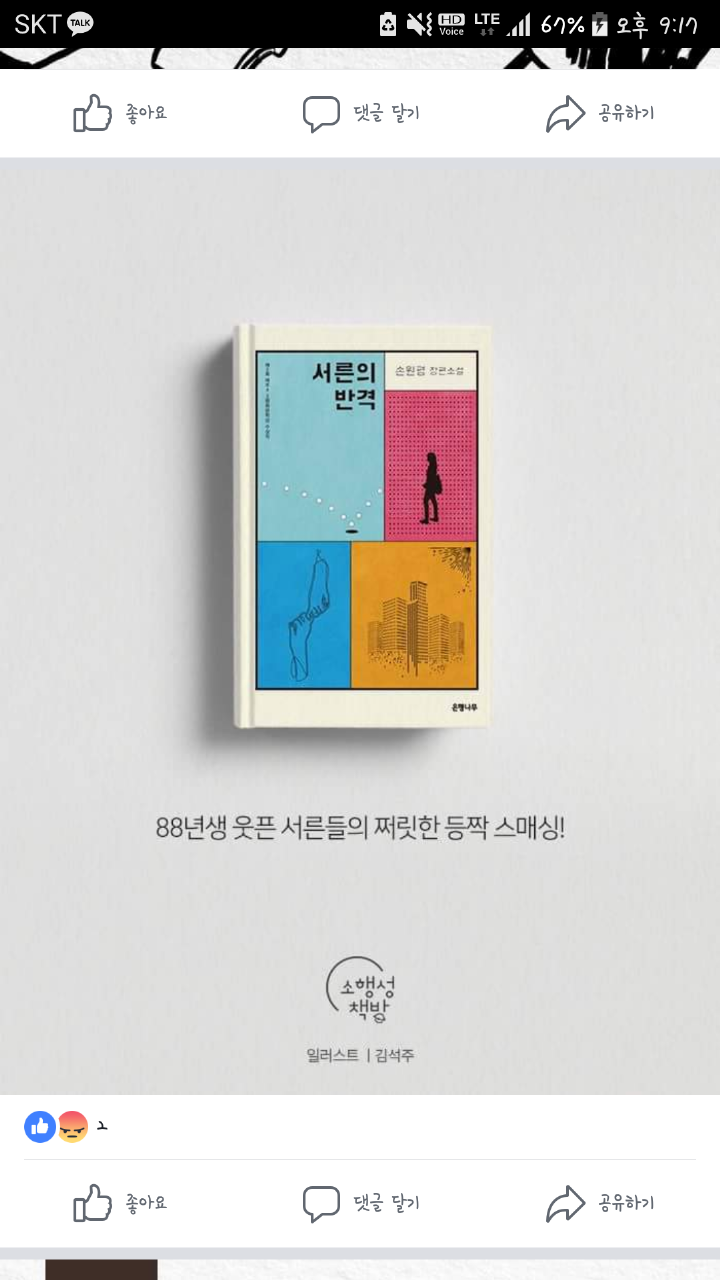 SKT TALK HD Voice LTE 67% 오후 9:17
좋아요 댓글 달기 공유하기
서른의
반격
손원평 장편소설
은행나무
88년생 웃픈 서른들의 쩌릿한 등짝 스매싱!
소행성
책방
일러스트 | 김석주
2
좋아요 댓글 달기 공유하기